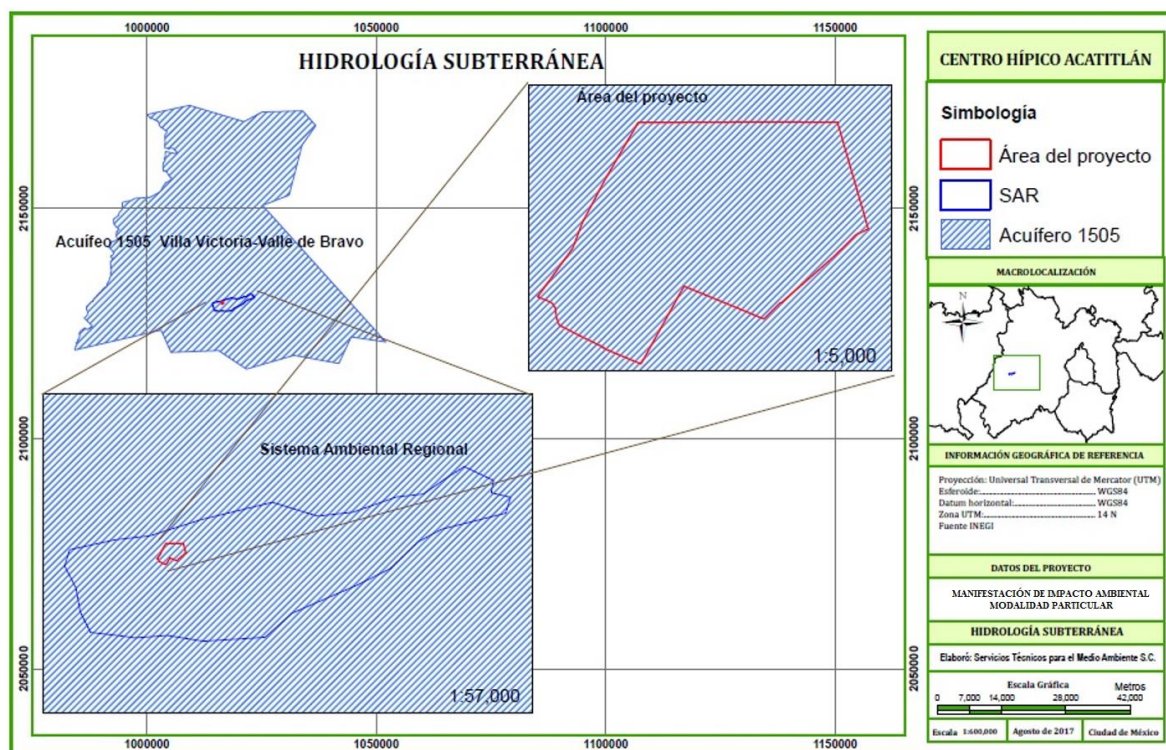 1000000 1050000 1100000 1150000
HIDROLOGÍA SUBTERRÁNEA
Área del proyecto
1:5,000
Acuífeo 1505 Villa Victoria-Valle de Bravo
Sistema Ambiental Regional
1:57,000
2150000
2100000
2050000
2150000
2100000
2050000
1000000 1050000 1100000 1150000
CENTRO HÍPICO ACATITLÁN
Simbología
Área del proyecto
SAR
Acuífero 1505
MACROLOCALIZACIÓN
N
INFORMACIÓN GEOGRÁFICA DE REFERENCIA
Proyección: Universal Transversal de Mercator (UTM)
Esferoide:.................................... WGS84
Datum horizontal:......................... WGS84
Zona UTM:................................... 14 N
Fuente INEGI
DATOS DEL PROYECTO
MANIFESTACIÓN DE IMPACTO AMBIENTAL
MODALIDAD PARTICULAR
HIDROLOGÍA SUBTERRÁNEA
Elaboró: Servicios Técnicos para el Medio Ambiente S.C.
Escala Gráfica Metros
0 7,000 14,000 28,000 42,000
Escala 1:600,000 Agosto de 2017 Ciudad de México